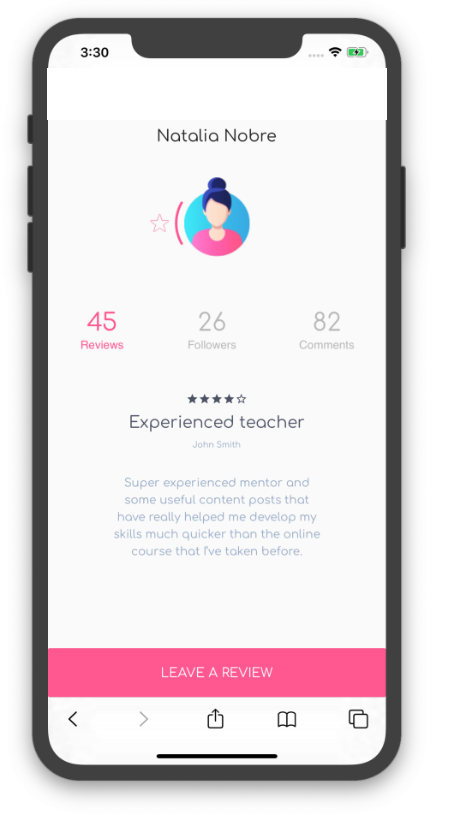 3:30
Natalia Nobre
45 26 82
Reviews Followers Comments
Experienced teacher
John Smith
Super experienced mentor and
some useful content posts that
have really helped me develop my
skills much quicker than the online
course that I've taken before.
LEAVE A REVIEW